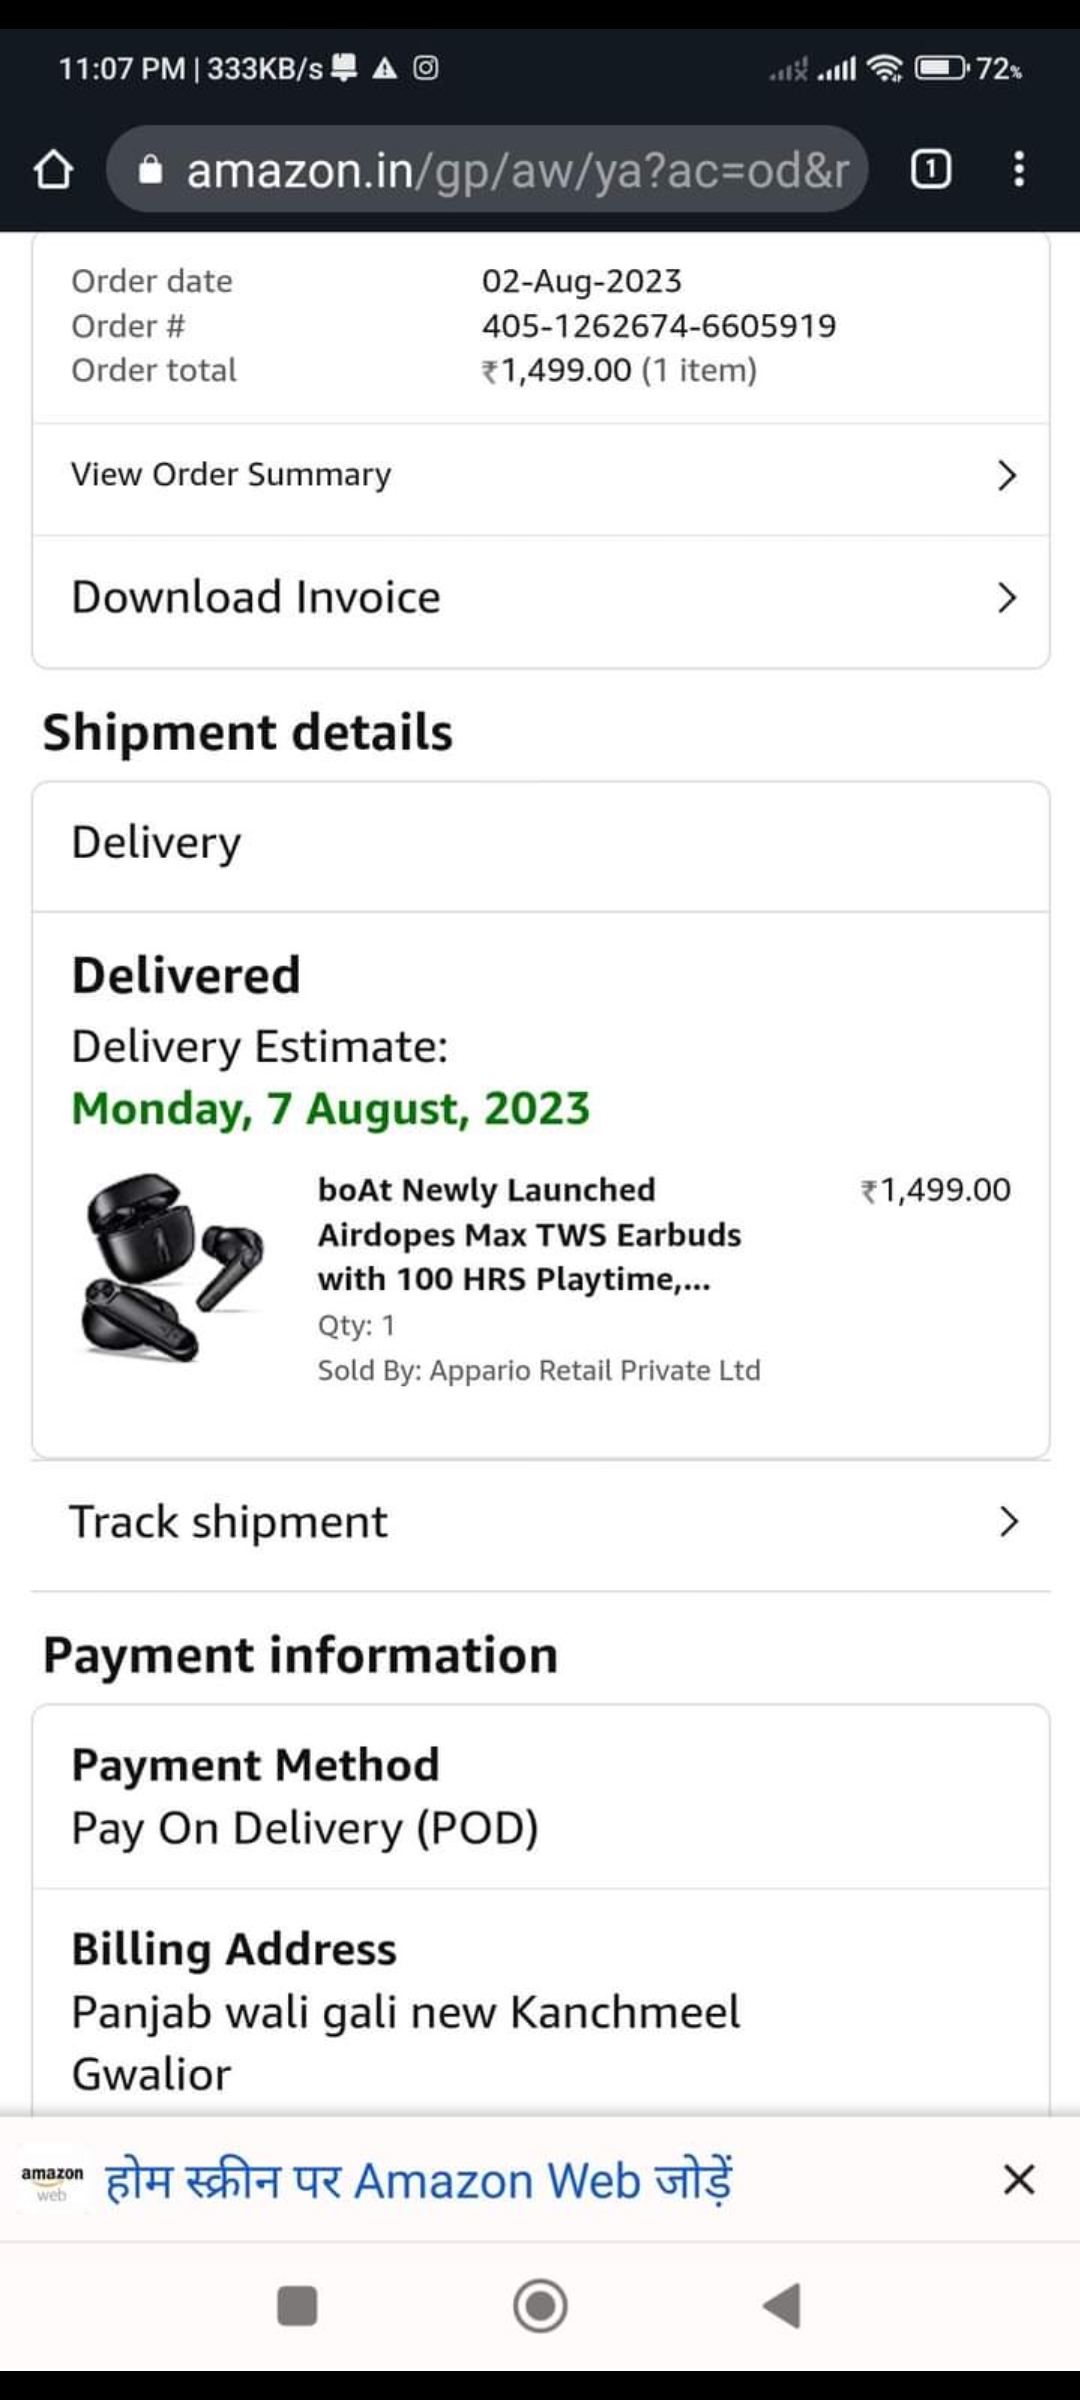 11:07 PM | 333KB/s
72%
amazon.in/gp/aw/ya?ac=od&r
1
Order date 02-Aug-2023
Order # 405-1262674-6605919
Order total ₹1,499.00 (1 item)
View Order Summary
Download Invoice
Shipment details
Delivery
Delivered
Delivery Estimate:
Monday, 7 August, 2023
boAt Newly Launched ₹1,499.00
Airdopes Max TWS Earbuds
with 100 HRS Playtime,...
Qty: 1
Sold By: Appario Retail Private Ltd
Track shipment
Payment information
Payment Method
Pay On Delivery (POD)
Billing Address
Panjab wali gali new Kanchmeel
Gwalior
amazon
web
होम स्क्रीन पर Amazon Web जोड़ें